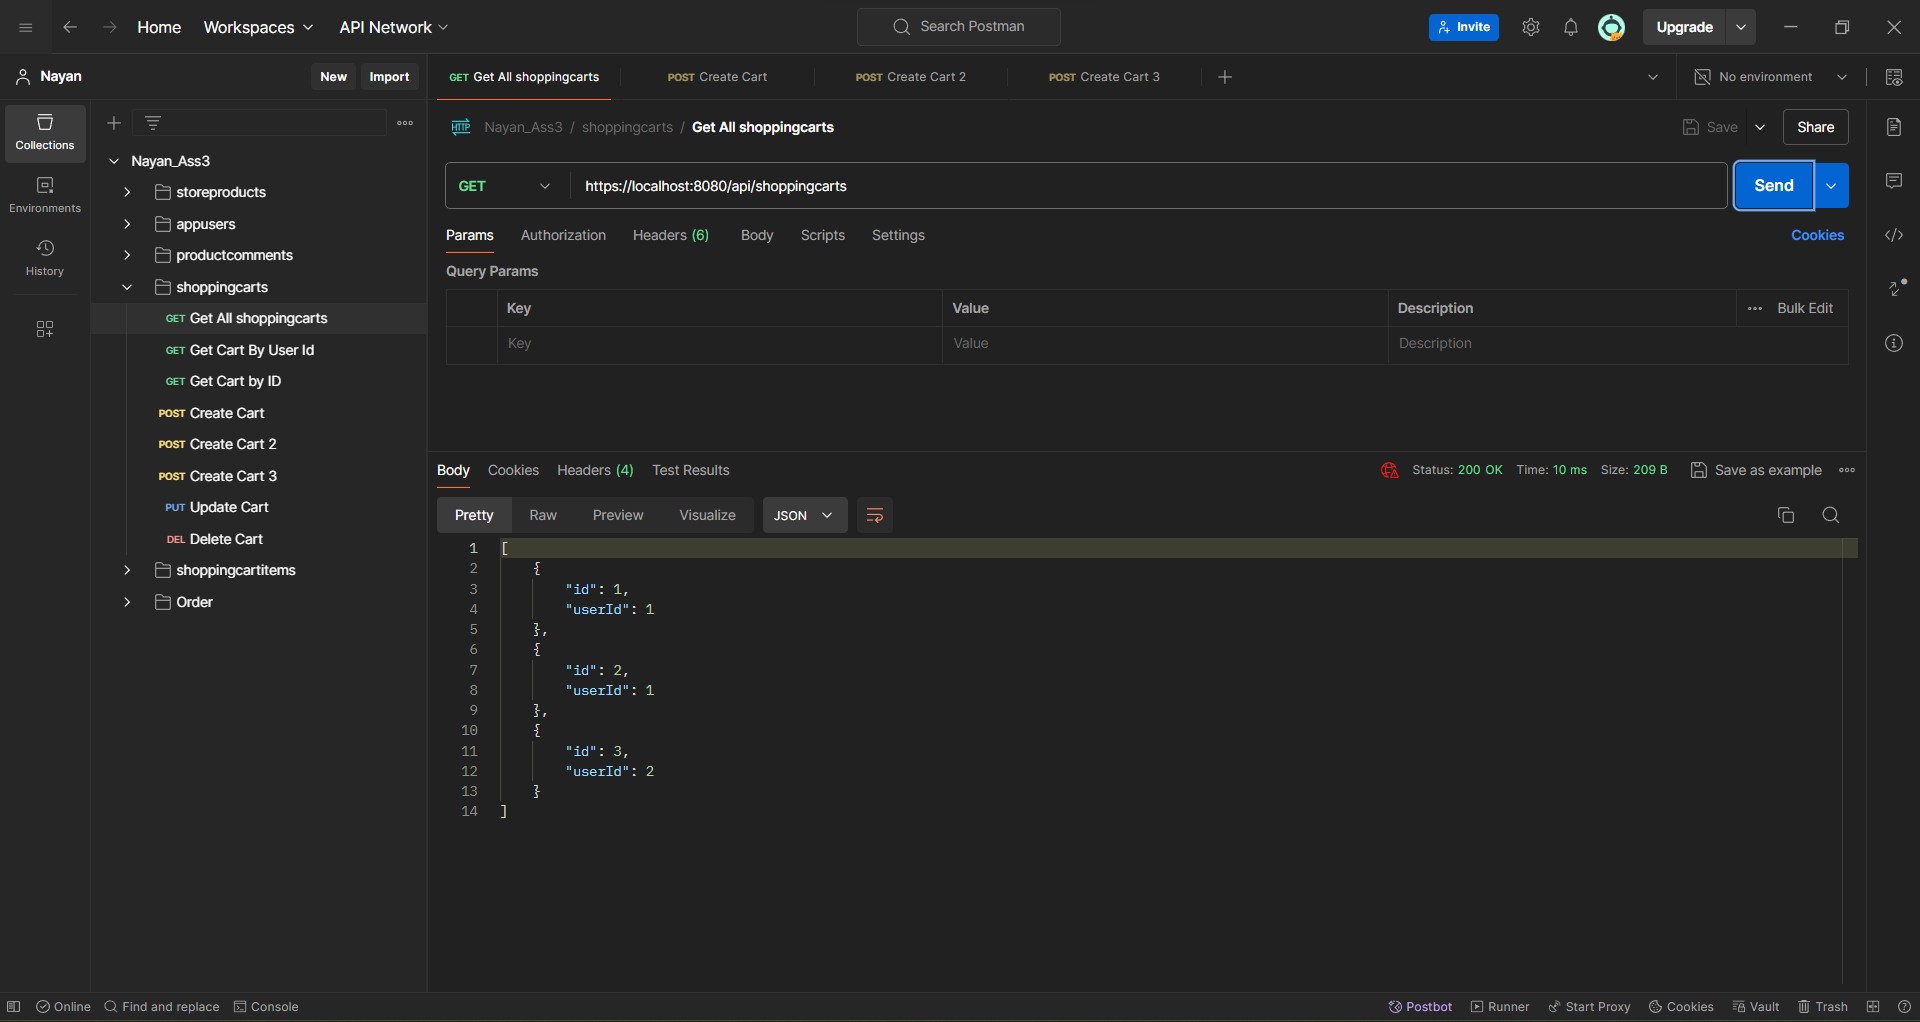 Home Workspaces API Network Search Postman Invite Upgrade
Nayan New Import GET Get All shoppingcarts POST Create Cart POST Create Cart 2 POST Create Cart 3 No environment
Collections
Environments
History
Nayan_Ass3
storeproducts
appusers
productcomments
shoppingcarts
GET Get All shoppingcarts
GET Get Cart By User Id
GET Get Cart by ID
POST Create Cart
POST Create Cart 2
POST Create Cart 3
PUT Update Cart
DEL Delete Cart
shoppingcartitems
Order
HTTP Nayan_Ass3 / shoppingcarts / Get All shoppingcarts Save Share
GET https://localhost:8080/api/shoppingcarts Send
Params Authorization Headers (6) Body Scripts Settings Cookies
Query Params
Key Value Description Bulk Edit
Key Value Description
Body Cookies Headers (4) Test Results Status: 200 OK Time: 10 ms Size: 209 B Save as example
Pretty Raw Preview Visualize JSON
1 [
2 {
3 "id": 1,
4 "userId": 1
5 },
6 {
7 "id": 2,
8 "userId": 1
9 },
10 {
11 "id": 3,
12 "userId": 2
13 }
14 ]
Online Find and replace Console Postbot Runner Start Proxy Cookies Vault Trash